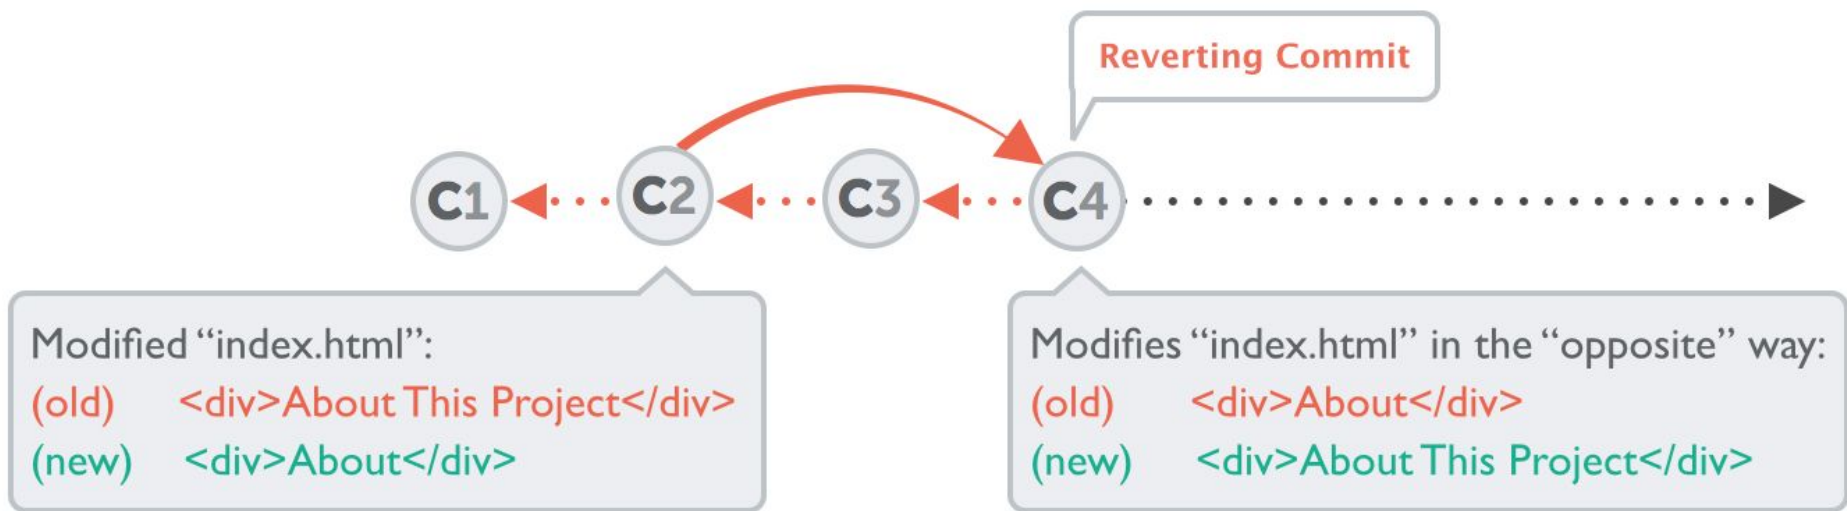 Reverting Commit
C1 C2 C3 C4
Modified “index.html”:
(old) <div>About This Project</div>
(new) <div>About</div>
Modifies “index.html” in the “opposite” way:
(old) <div>About</div>
(new) <div>About This Project</div>